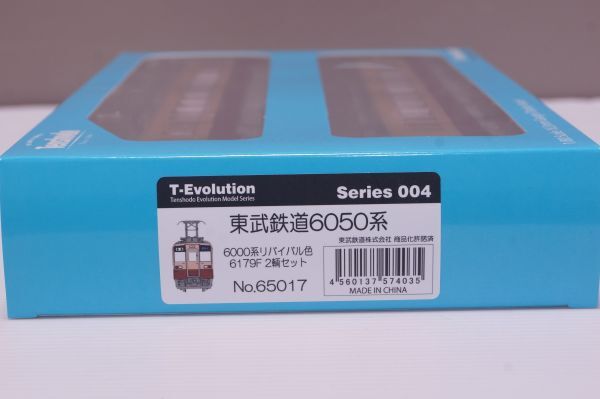 T-Evolution
Tenshodo Evolution Model Series
Series 004
東武鉄道6050系
東武鉄道株式会社 商品化許諾済
6000系リバイバル色
6179F 2輌セット
No.65017
4 560137 574035
MADE IN CHINA